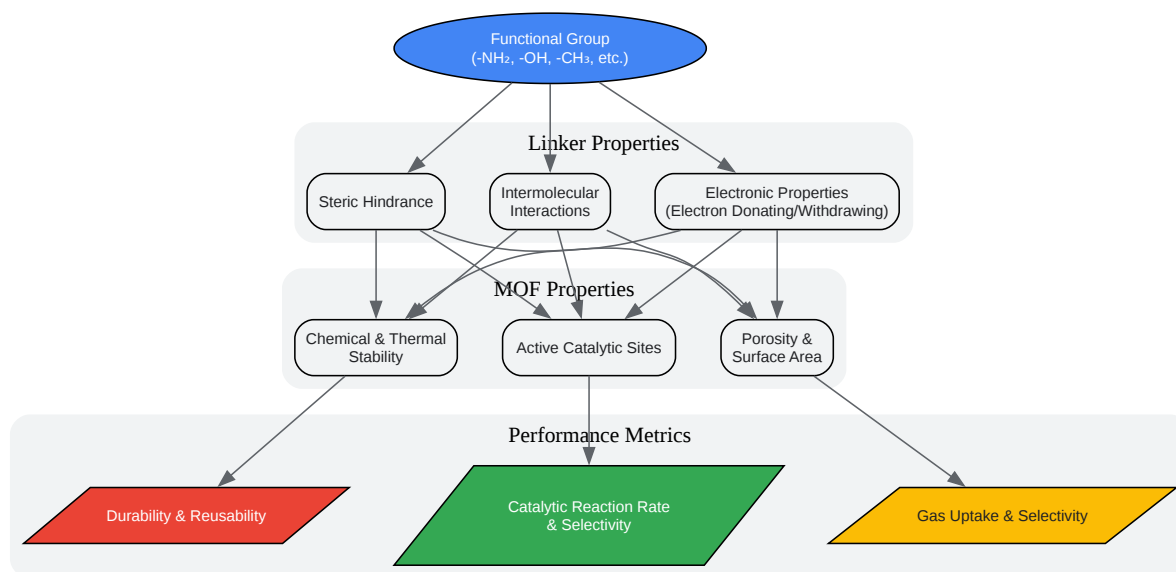 Functional Group
(-NH₂, -OH, -CH₃, etc.)
Linker Properties
Steric Hindrance
Intermolecular
Interactions
Electronic Properties
(Electron Donating/Withdrawing)
MOF Properties
Chemical & Thermal
Stability
Active Catalytic Sites
Porosity &
Surface Area
Performance Metrics
Durability & Reusability
Catalytic Reaction Rate
& Selectivity
Gas Uptake & Selectivity